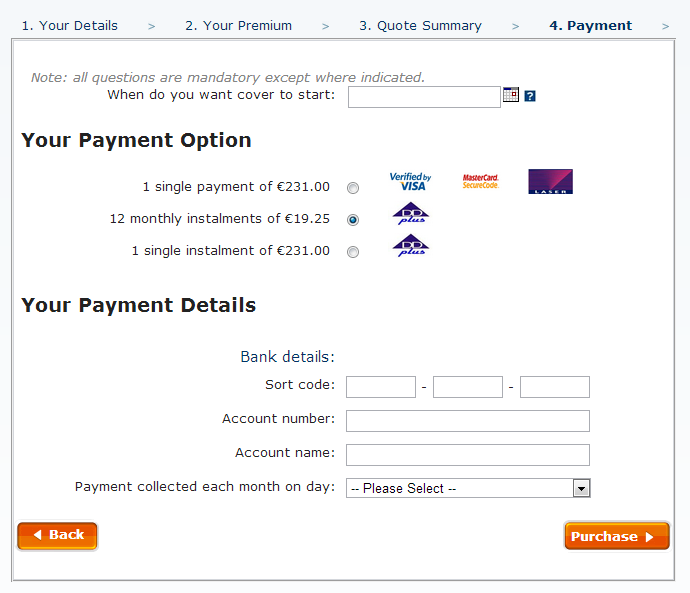 1. Your Details > 2. Your Premium > 3. Quote Summary > 4. Payment >
Note: all questions are mandatory except where indicated.
When do you want cover to start: ?
Your Payment Option
1 single payment of €231.00 Verified by VISA MasterCard. SecureCode. LASER
12 monthly instalments of €19.25 DD plus
1 single instalment of €231.00 DD plus
Your Payment Details
Bank details:
Sort code: - -
Account number:
Account name:
Payment collected each month on day: -- Please Select --
Back Purchase